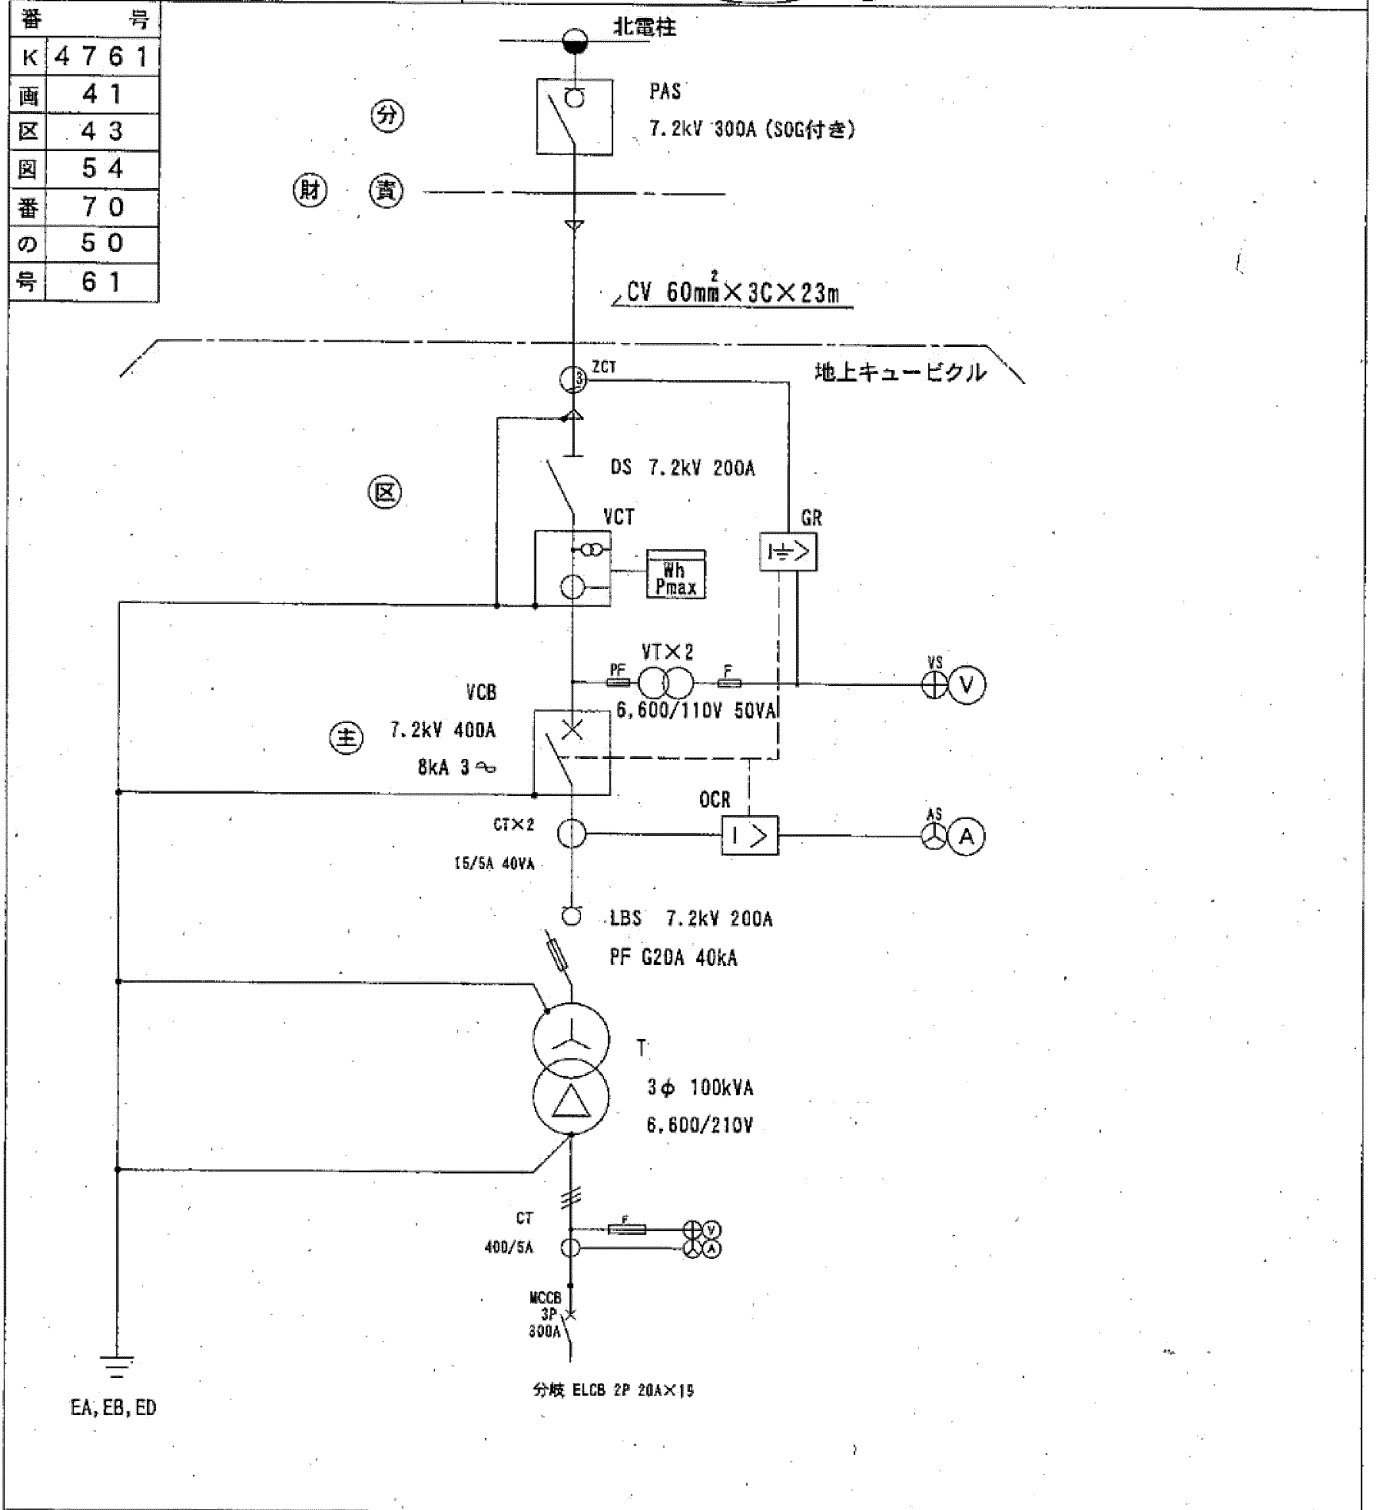 番 号
K 4761
画 41
区 43
図 54
番 70
の 50
号 61
北電柱
PAS
7.2kV 300A (SOG付き)
分
財 責
CV 60mm²×3C×23m
地上キュービクル
ZCT
3
DS 7.2kV 200A
区
VCT
GR
I >
Wh
Pmax
VT×2
PF
F
VS
V
6,600/110V 50VA
VCB
7.2kV 400A
8kA 3
主
OCR
I >
CT×2
15/5A 40VA
AS
A
LBS 7.2kV 200A
PF G20A 40kA
T
3φ 100kVA
6,600/210V
CT
400/5A
F
V
A
MCCB
3P
300A
分岐 ELCB 2P 20A×15
EA, EB, ED